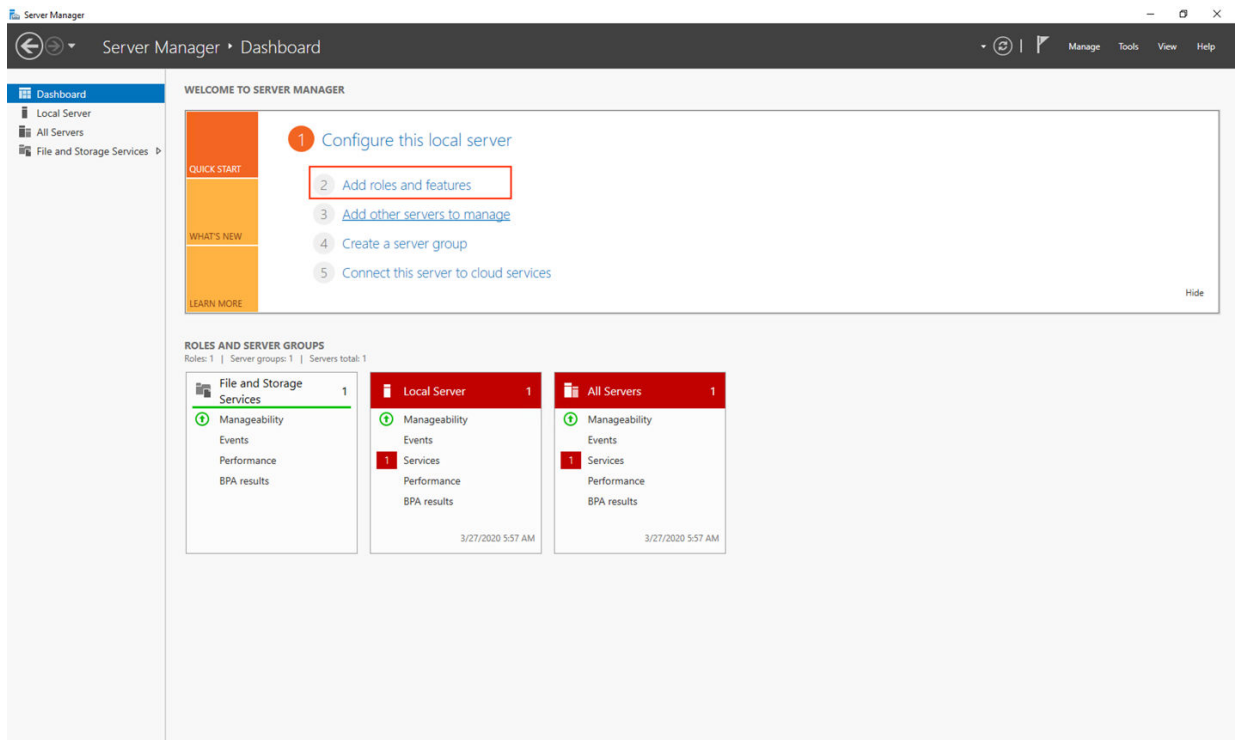 Server Manager
Server Manager • Dashboard
Manage Tools View Help
Dashboard
Local Server
All Servers
File and Storage Services
WELCOME TO SERVER MANAGER
QUICK START
WHAT'S NEW
LEARN MORE
1 Configure this local server
2 Add roles and features
3 Add other servers to manage
4 Create a server group
5 Connect this server to cloud services
Hide
ROLES AND SERVER GROUPS
Roles: 1 | Server groups: 1 | Servers total: 1
File and Storage
Services
1
Manageability
Events
Performance
BPA results
Local Server 1
Manageability
Events
1 Services
Performance
BPA results
3/27/2020 5:57 AM
All Servers 1
Manageability
Events
1 Services
Performance
BPA results
3/27/2020 5:57 AM